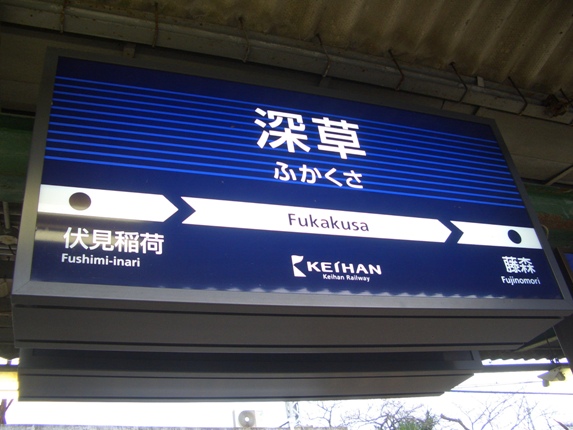 深草
ふかくさ
Fukakusa
伏見稲荷
Fushimi-inari
藤森
Fujinomori
KEIHAN
Keihan Railway